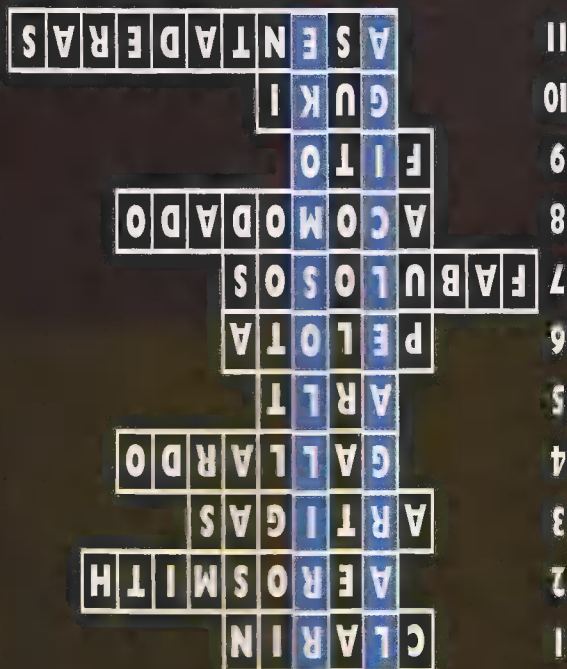 1 CLARIN
2 AEROSMITH
3 ARTIGAS
4 GALLARDO
5 ARLT
6 PELOTA
7 FABULOSOS
8 ACOMODADO
9 FITO
10 GUKI
11 ASENTADERAS